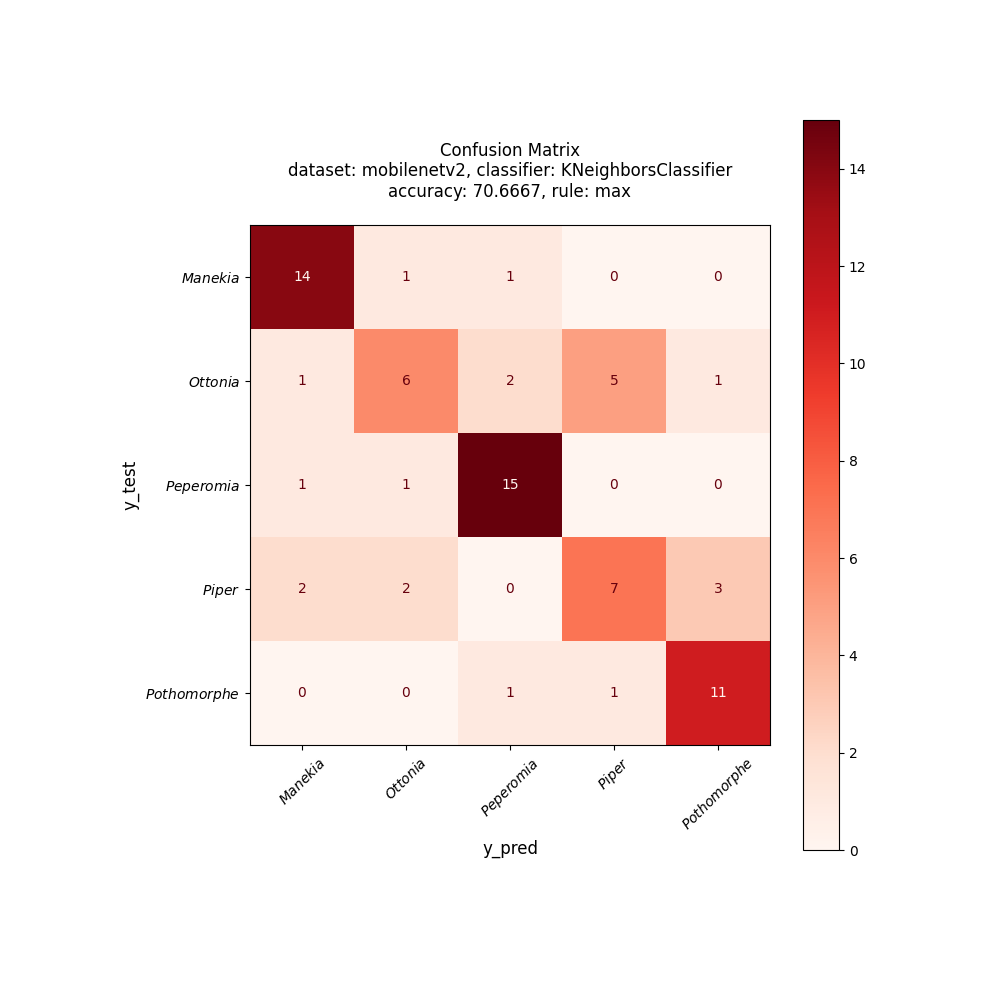 Confusion Matrix
dataset: mobilenetv2, classifier: KNeighborsClassifier
accuracy: 70.6667, rule: max
14
12
10
8
6
4
2
0
y_test
Manekia 14 1 1 0 0
Ottonia 1 6 2 5 1
Peperomia 1 1 15 0 0
Piper 2 2 0 7 3
Pothomorphe 0 0 1 1 11
Manekia Ottonia Peperomia Piper Pothomorphe
y_pred